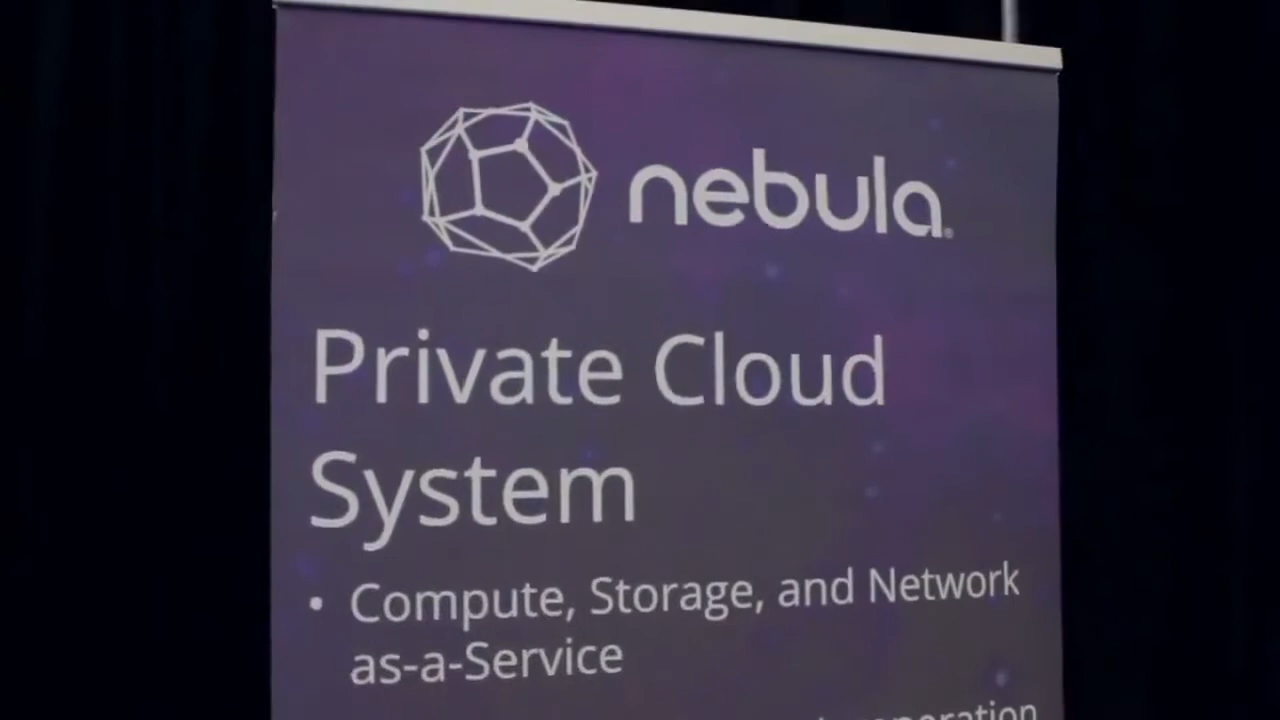 nebula®
Private Cloud
System
• Compute, Storage, and Network
as-a-Service